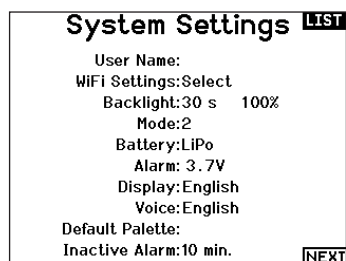 System Settings LIST
User Name:
WiFi Settings:Select
Backlight:30 s 100%
Mode:2
Battery:LiPo
Alarm: 3.7V
Display:English
Voice:English
Default Palette:
Inactive Alarm:10 min.
NEXT